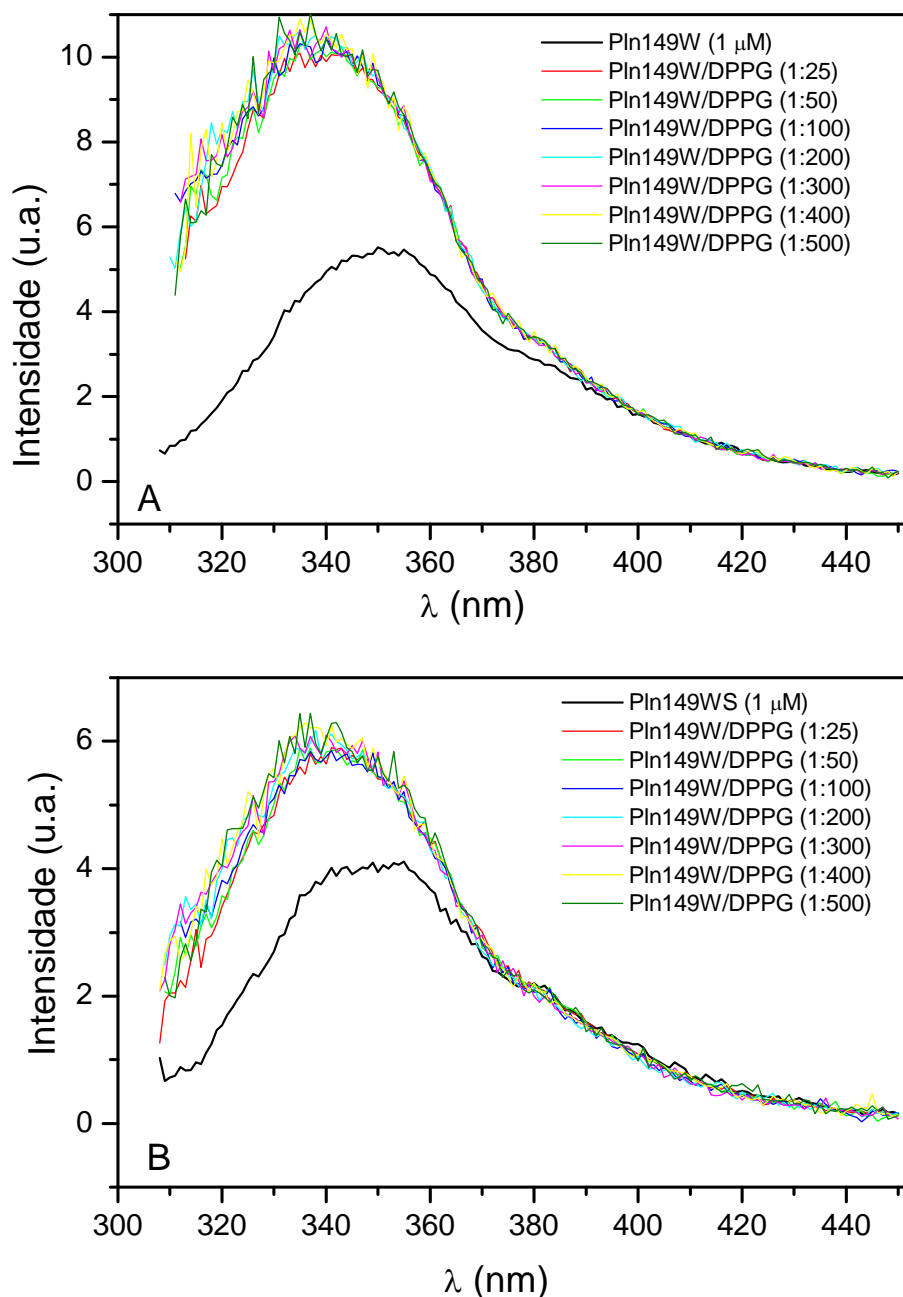 Intensidade (u.a.)
10
8
6
4
2
0
Pln149W (1 μM)
Pln149W/DPPG (1:25)
Pln149W/DPPG (1:50)
Pln149W/DPPG (1:100)
Pln149W/DPPG (1:200)
Pln149W/DPPG (1:300)
Pln149W/DPPG (1:400)
Pln149W/DPPG (1:500)
A
300 320 340 360 380 400 420 440
λ (nm)
Intensidade (u.a.)
6
4
2
0
Pln149WS (1 μM)
Pln149W/DPPG (1:25)
Pln149W/DPPG (1:50)
Pln149W/DPPG (1:100)
Pln149W/DPPG (1:200)
Pln149W/DPPG (1:300)
Pln149W/DPPG (1:400)
Pln149W/DPPG (1:500)
B
300 320 340 360 380 400 420 440
λ (nm)